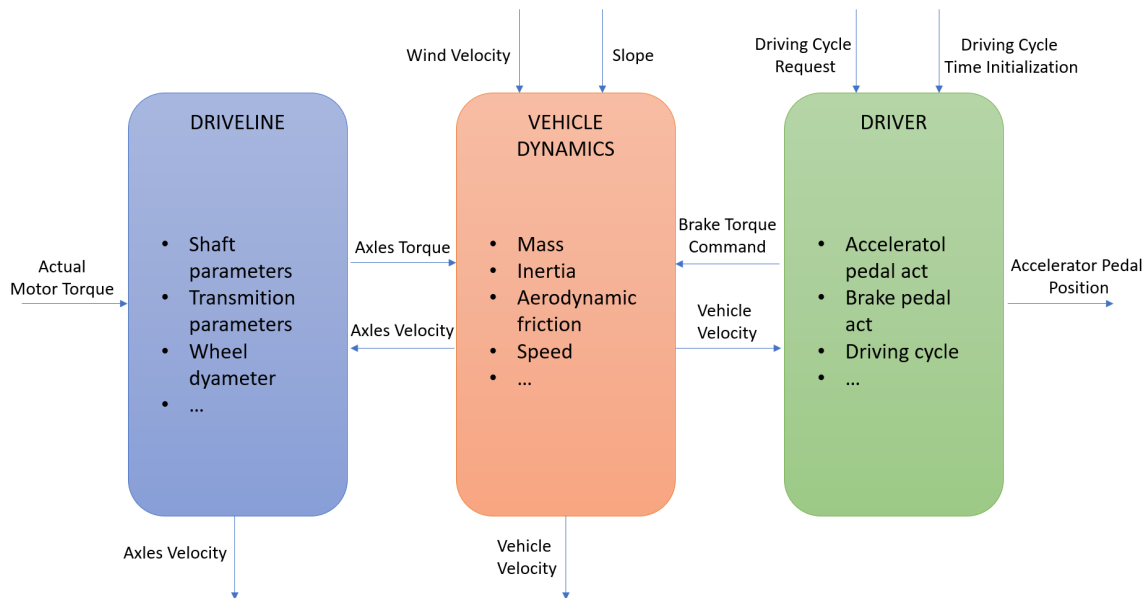 Wind Velocity
Slope
Driving Cycle
Request
Driving Cycle
Time Initialization
DRIVELINE
VEHICLE
DYNAMICS
DRIVER
Actual
Motor Torque
• Shaft
parameters
• Transmition
parameters
• Wheel
dyameter
• ...
Axles Torque
Axles Velocity
• Mass
• Inertia
• Aerodynamic
friction
• Speed
• ...
Brake Torque
Command
Vehicle
Velocity
• Acceleratol
pedal act
• Brake pedal
act
• Driving cycle
• ...
Accelerator Pedal
Position
Axles Velocity
Vehicle
Velocity